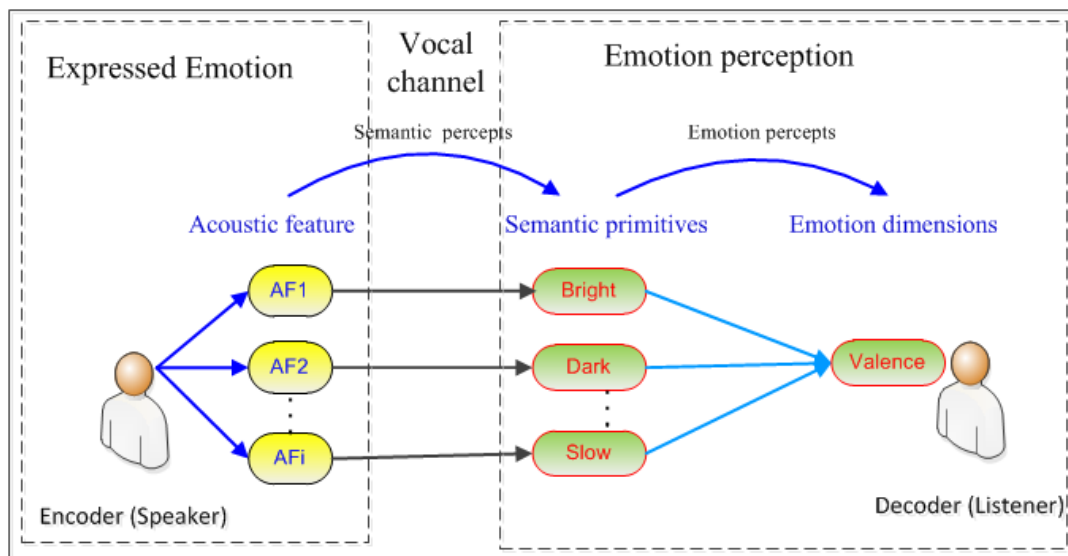 Expressed Emotion
Vocal
channel
Emotion perception
Semantic percepts
Emotion percepts
Acoustic feature
Semantic primitives
Emotion dimensions
AF1
Bright
AF2
Dark
Valence
AFi
Slow
Encoder (Speaker)
Decoder (Listener)